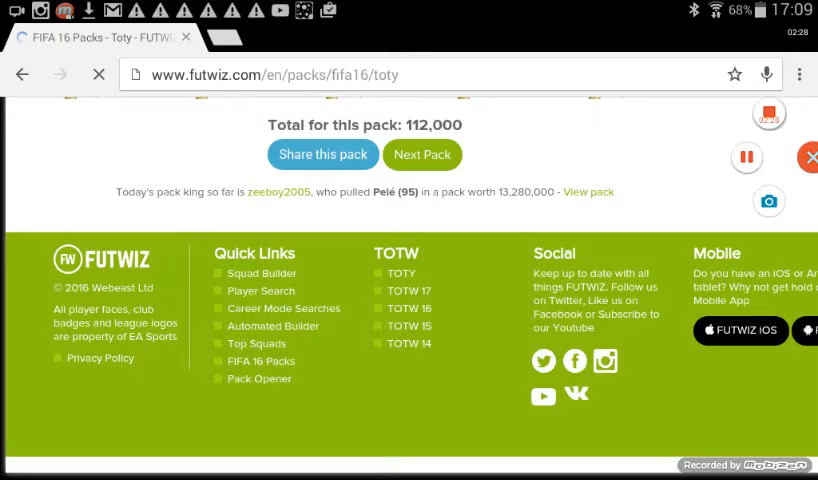 68% 17:09
FIFA 16 Packs - Toty - FUTWI
02:28
www.futwiz.com/en/packs/fifa16/toty
Total for this pack: 112,000
02:28
Share this pack Next Pack
Today's pack king so far is zeeboy2005, who pulled Pelé (95) in a pack worth 13,280,000 - View pack
FW FUTWIZ
© 2016 Webeast Ltd
All player faces, club
badges and league logos
are property of EA Sports
Privacy Policy
Quick Links
Squad Builder
Player Search
Career Mode Searches
Automated Builder
Top Squads
FIFA 16 Packs
Pack Opener
TOTW
TOTY
TOTW 17
TOTW 16
TOTW 15
TOTW 14
Social
Keep up to date with all
things FUTWIZ. Follow us
on Twitter, Like us on
Facebook or Subscribe to
our Youtube
Mobile
Do you have an iOS or An
tablet? Why not get hold o
Mobile App
FUTWIZ iOS F
Recorded by mobizen